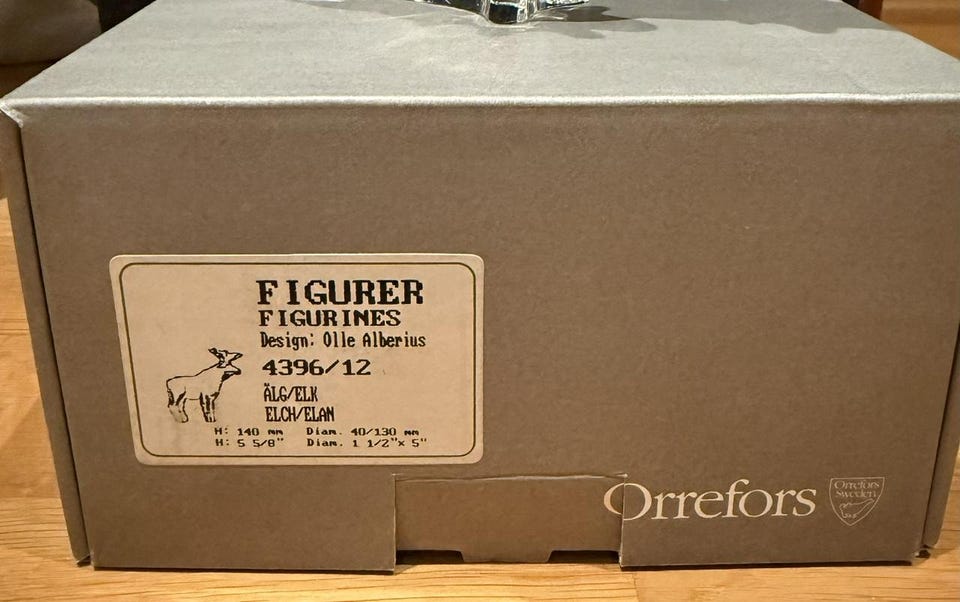 FIGURER
FIGURINES
Design: Olle Alberius
4396/12
ÄLG/ELK
ELCH/ELAN
H: 140 mm Diam. 40/130 mm
H: 5 5/8" Diam. 1 1/2"x 5"
Orrefors
Orrefors
Sweden